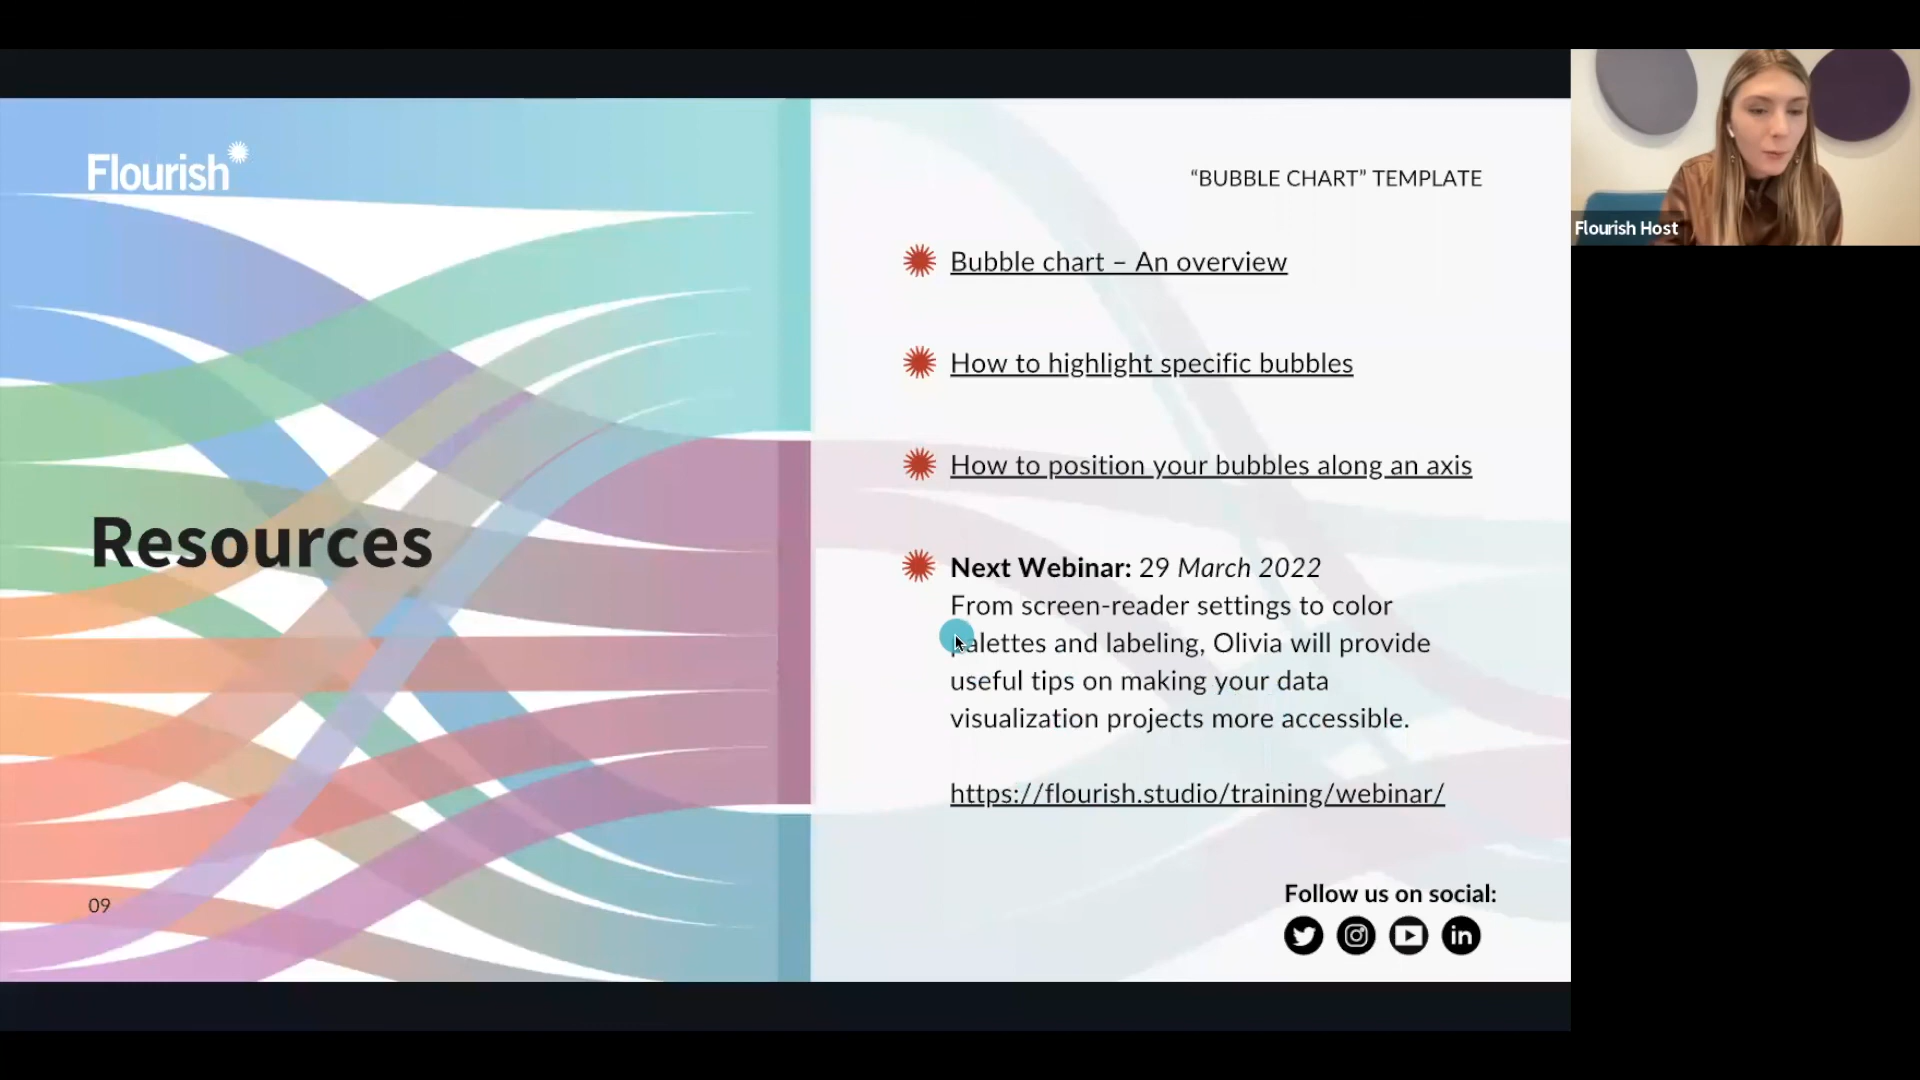 Flourish
Resources
09
“BUBBLE CHART” TEMPLATE
Bubble chart – An overview
How to highlight specific bubbles
How to position your bubbles along an axis
Next Webinar: 29 March 2022
From screen-reader settings to color
palettes and labeling, Olivia will provide
useful tips on making your data
visualization projects more accessible.
https://flourish.studio/training/webinar/
Follow us on social:
in
Flourish Host